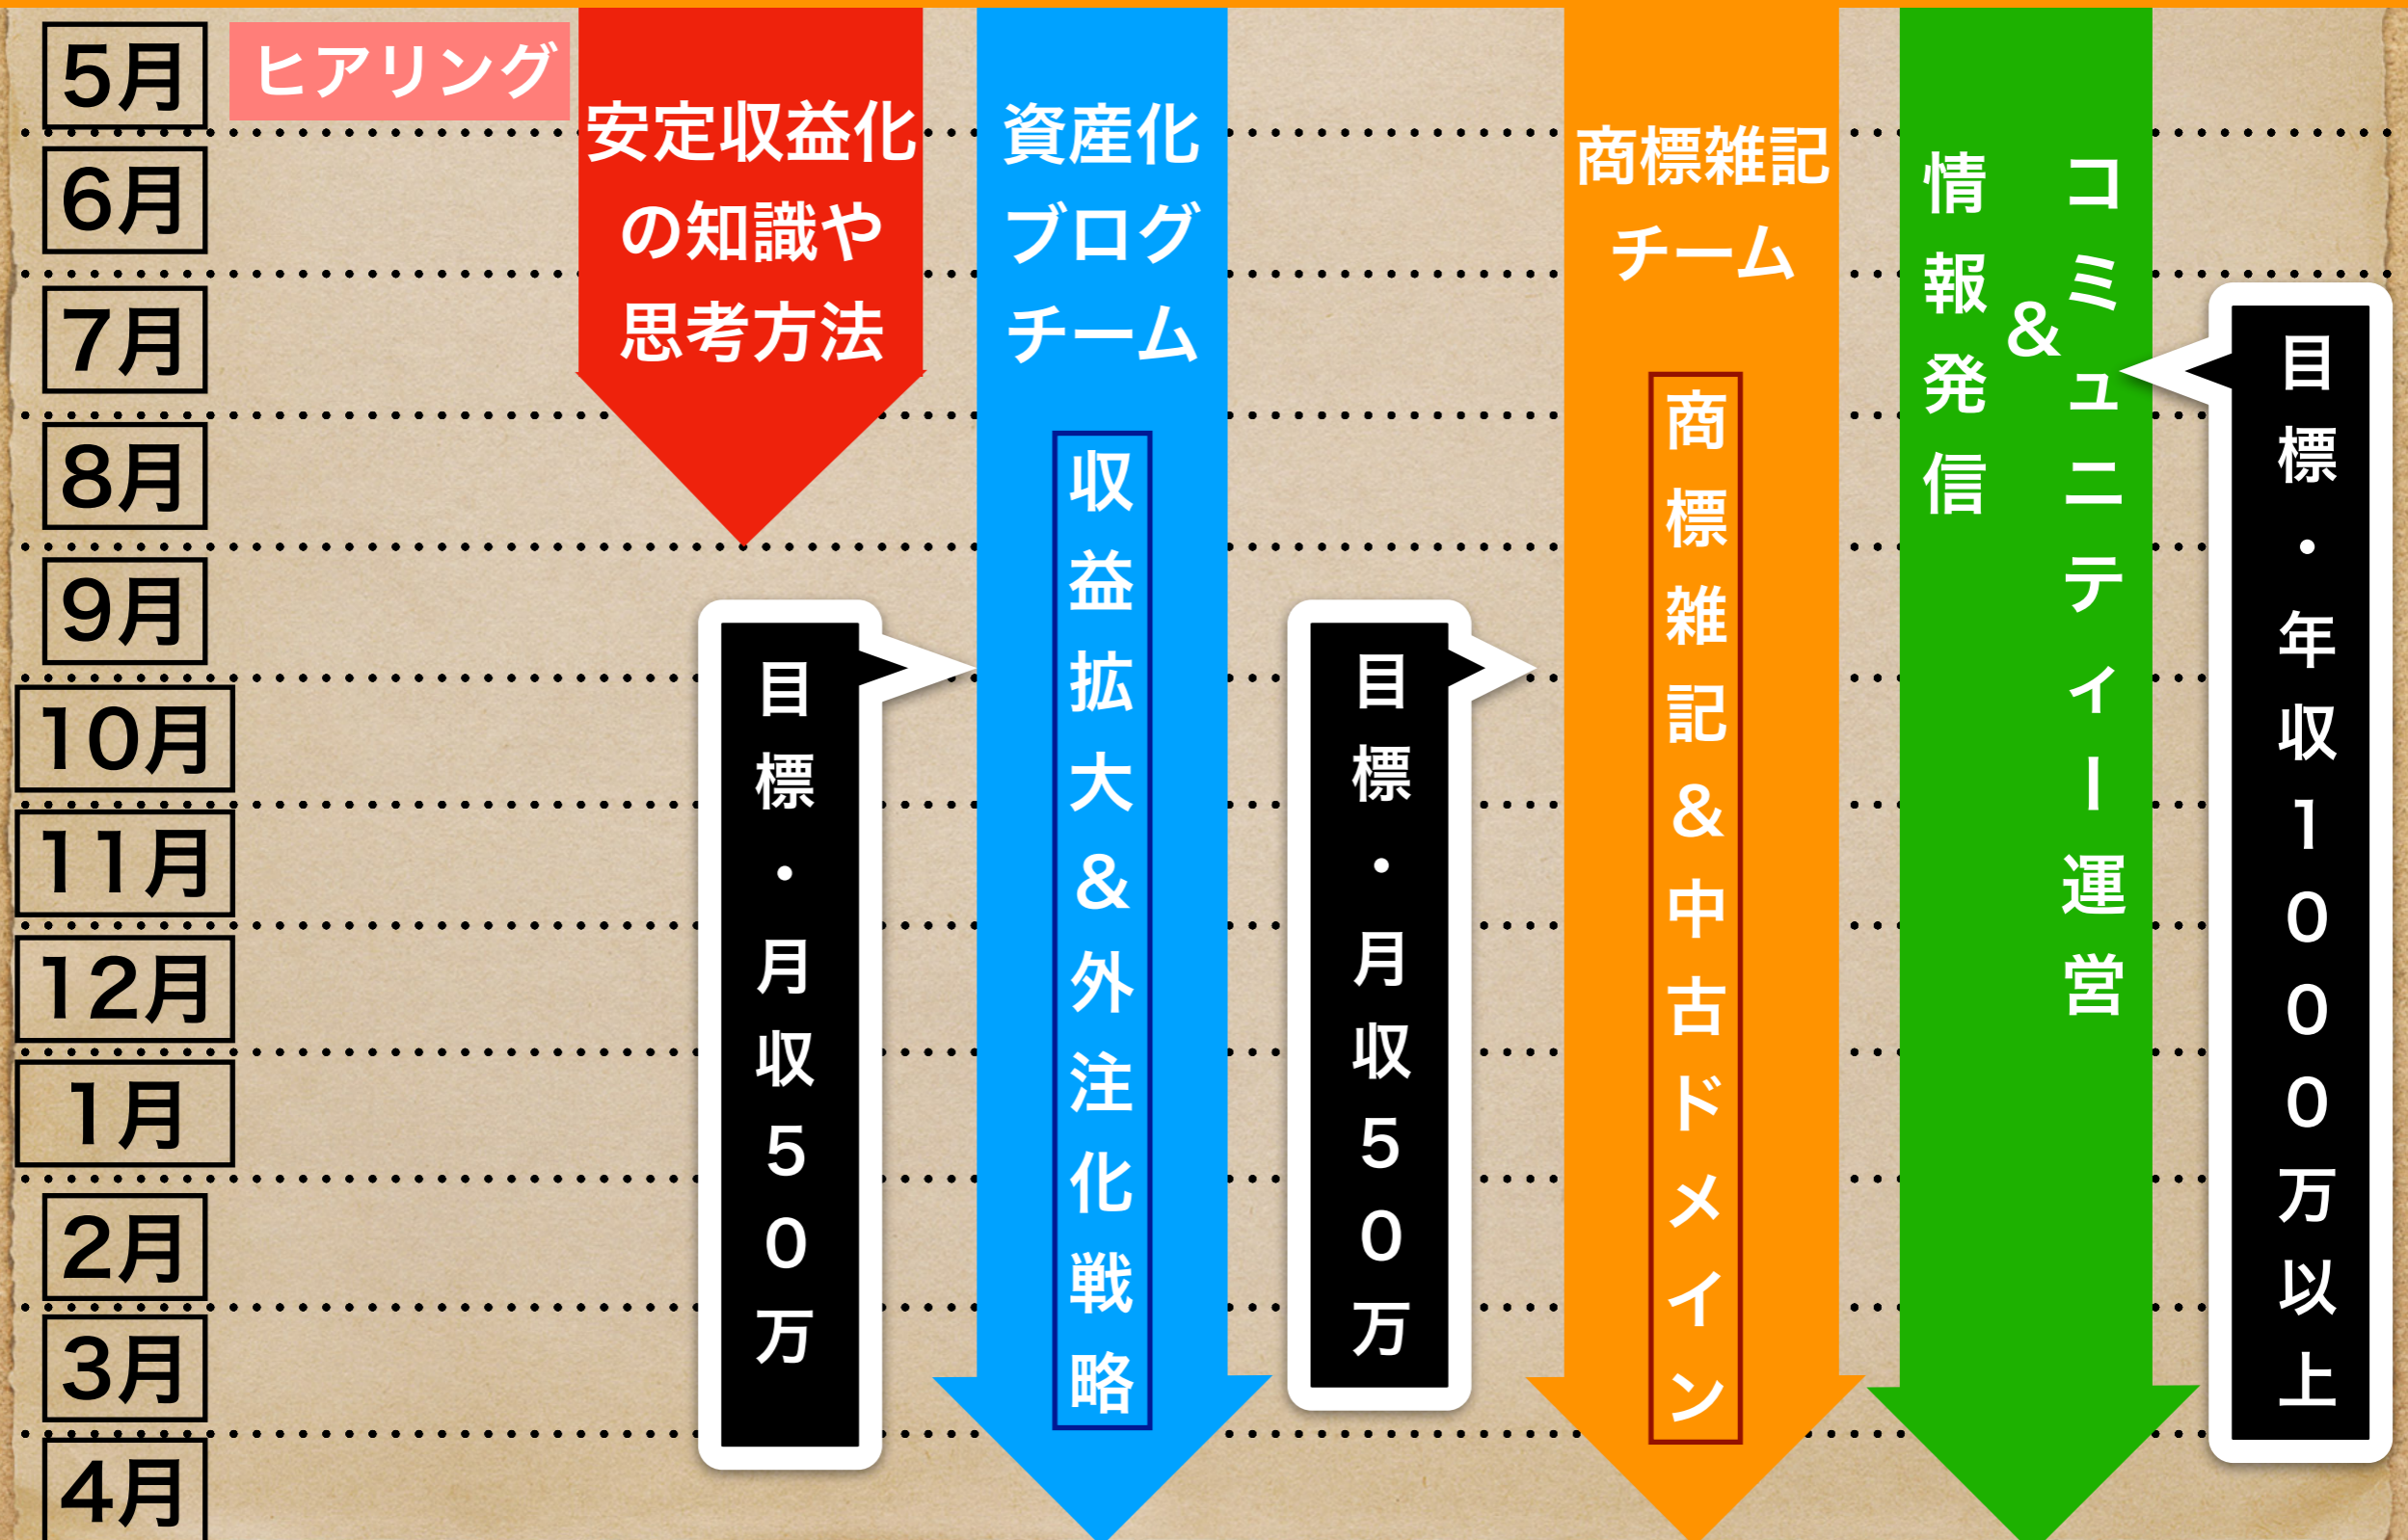 5月
ヒアリング
6月
7月
8月
9月
10月
11月
12月
1月
2月
3月
4月
安定収益化
の知識や
思考方法
目標・月収50万
資産化
ブログ
チーム
収益拡大&外注化戦略
目標・月収50万
商標雑記
チーム
商標雑記&中古ドメイン
コミュニティー運営
&
情報発信
目標・年収1000万以上